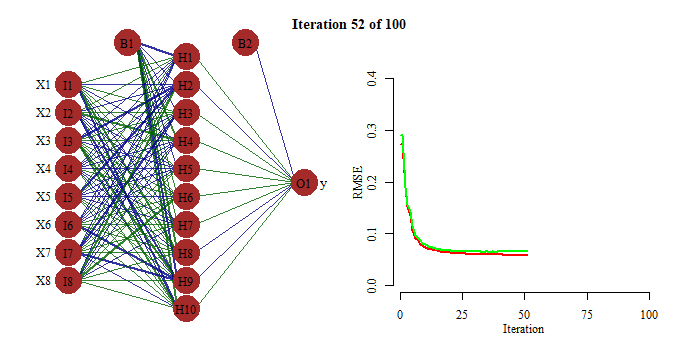 Iteration 52 of 100
B1
B2
H1
X1 I1 H2
X2 I2 H3
X3 I3 H4
X4 I4 H5
O1 y
X5 I5 H6
X6 I6 H7
X7 I7 H8
X8 I8 H9
H10
RMSE
0.4
0.3
0.2
0.1
0.0
0 25 50 75 100
Iteration